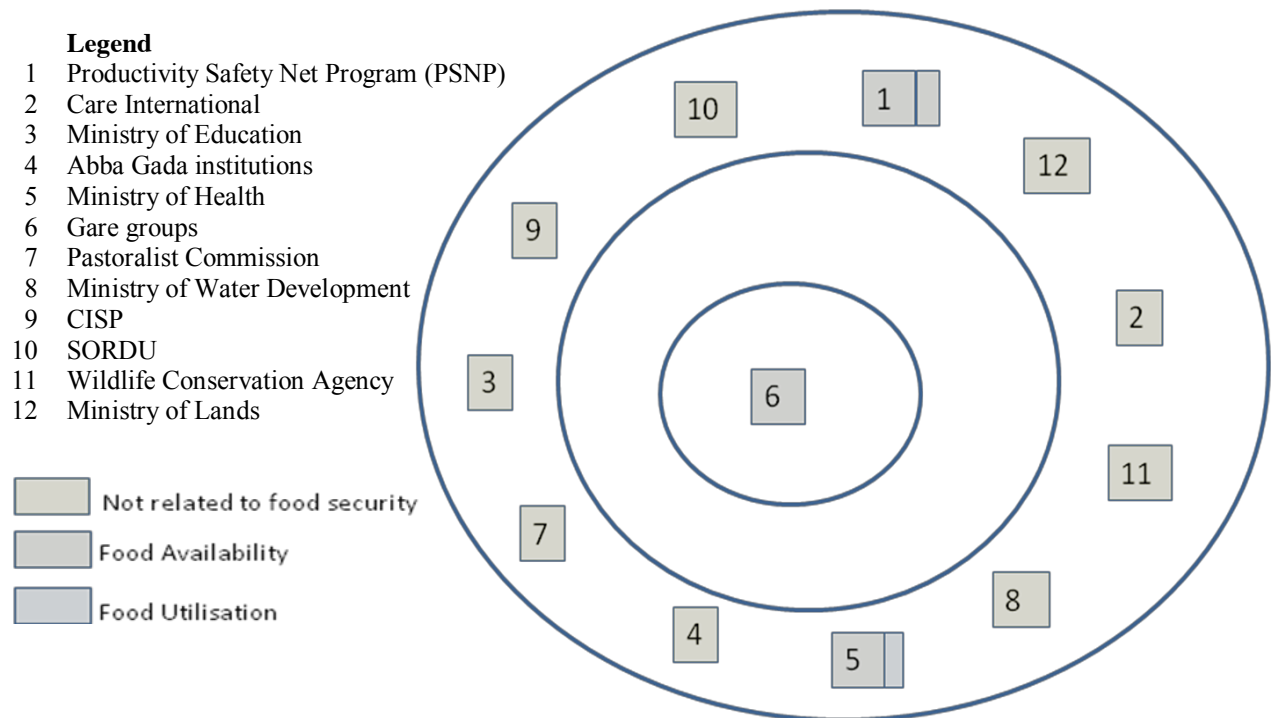 Legend
1 Productivity Safety Net Program (PSNP)
2 Care International
3 Ministry of Education
4 Abba Gada institutions
5 Ministry of Health
6 Gare groups
7 Pastoralist Commission
8 Ministry of Water Development
9 CISP
10 SORDU
11 Wildlife Conservation Agency
12 Ministry of Lands
Not related to food security
Food Availability
Food Utilisation
1
10
12
9
2
3
6
11
7
8
4
5